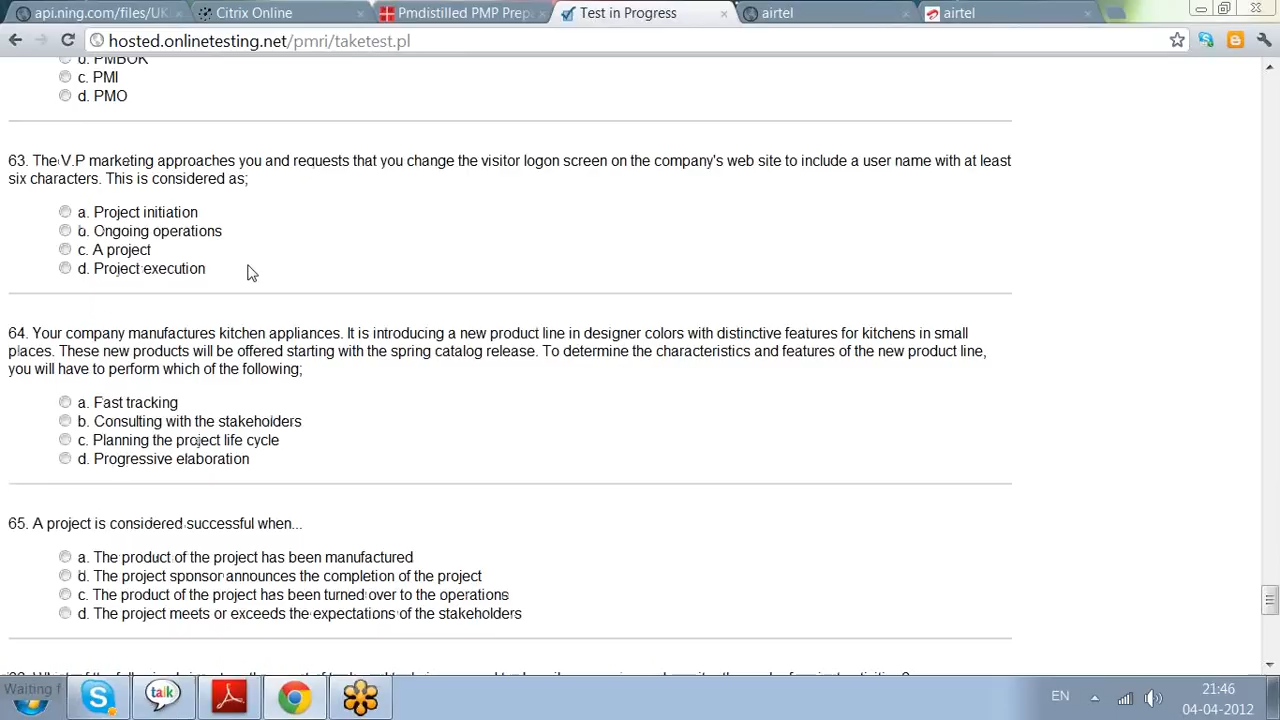 api.ning.com/files/UKI
Citrix Online
Pmdistilled PMP Prep
Test in Progress
airtel
airtel
hosted.onlinetesting.net/pmri/taketest.pl
b. PMBOK
c. PMI
d. PMO
63. The V.P marketing approaches you and requests that you change the visitor logon screen on the company's web site to include a user name with at least
six characters. This is considered as;
a. Project initiation
b. Ongoing operations
c. A project
d. Project execution
64. Your company manufactures kitchen appliances. It is introducing a new product line in designer colors with distinctive features for kitchens in small
places. These new products will be offered starting with the spring catalog release. To determine the characteristics and features of the new product line,
you will have to perform which of the following;
a. Fast tracking
b. Consulting with the stakeholders
c. Planning the project life cycle
d. Progressive elaboration
65. A project is considered successful when...
a. The product of the project has been manufactured
b. The project sponsor announces the completion of the project
c. The product of the project has been turned over to the operations
d. The project meets or exceeds the expectations of the stakeholders
Waiting f
talk
EN
21:46
04-04-2012